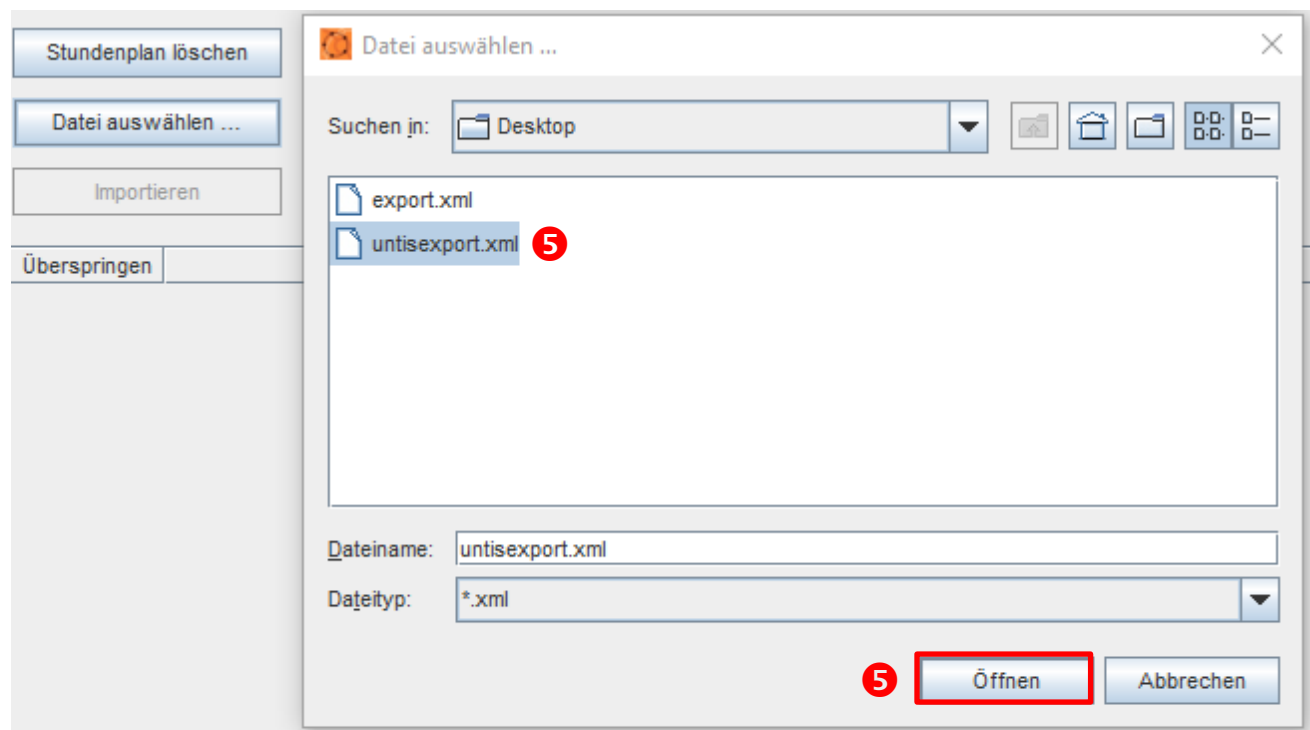 Stundenplan löschen
Datei auswählen ...
Importieren
Überspringen
Datei auswählen ...
Suchen in: Desktop
export.xml
untisexport.xml 5
Dateiname: untisexport.xml
Dateityp: *.xml
5 Öffnen Abbrechen